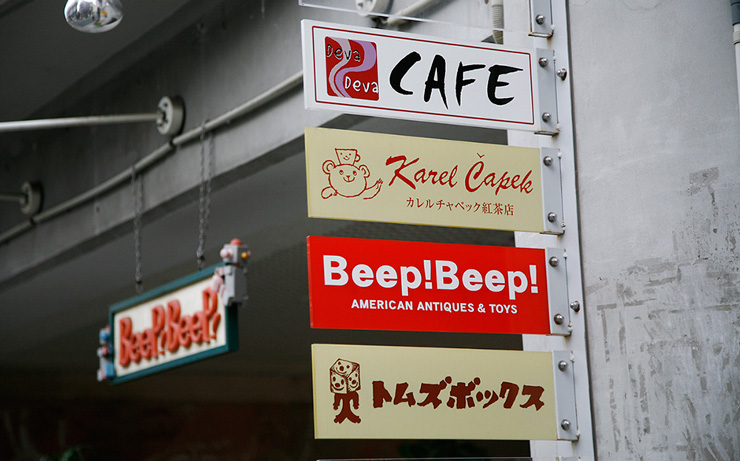 Deva
Deva
CAFE
Karel Čapek
カレルチャペック紅茶店
Beep!Beep!
AMERICAN ANTIQUES & TOYS
BEEP!BEEP!
トムズボックス